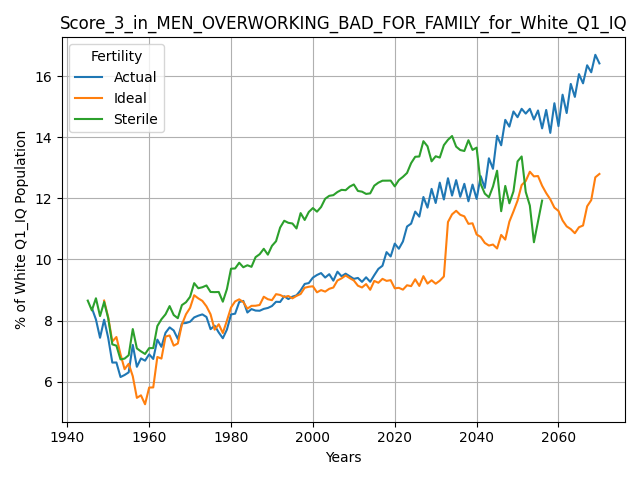 Score_3_in_MEN_OVERWORKING_BAD_FOR_FAMILY_for_White_Q1_IQ
Fertility
Actual
Ideal
Sterile
% of White Q1_IQ Population
16
14
12
10
8
6
1940
1960
1980
2000
2020
2040
2060
Years